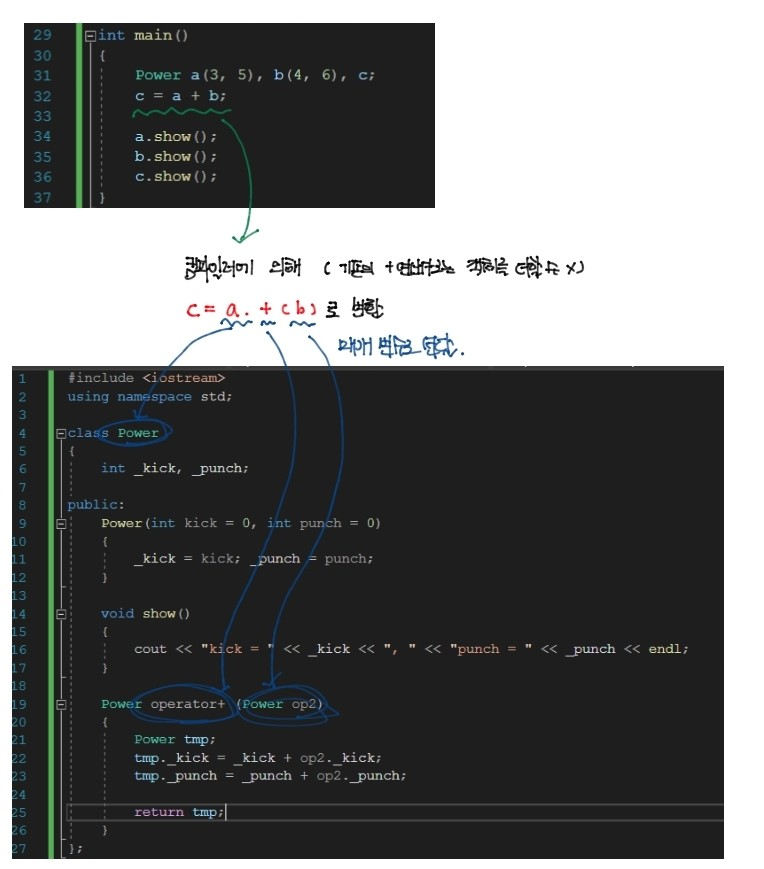 29 int main()
30 {
31 Power a(3, 5), b(4, 6), c;
32 c = a + b;
33
34 a.show();
35 b.show();
36 c.show();
37 }
컴파일러에 의해 ( 기존의 +연산자는 객체를 더할 수 x)
c = a. + (b) 로 변환
매개 변수로 전달.
1 #include <iostream>
2 using namespace std;
3
4 class Power
5 {
6 int _kick, _punch;
7
8 public:
9 Power(int kick = 0, int punch = 0)
10 {
11 _kick = kick; _punch = punch;
12 }
13
14 void show()
15 {
16 cout << "kick = " << _kick << ", " << "punch = " << _punch << endl;
17 }
18
19 Power operator+ (Power op2)
20 {
21 Power tmp;
22 tmp._kick = _kick + op2._kick;
23 tmp._punch = _punch + op2._punch;
24
25 return tmp;
26 }
27 };